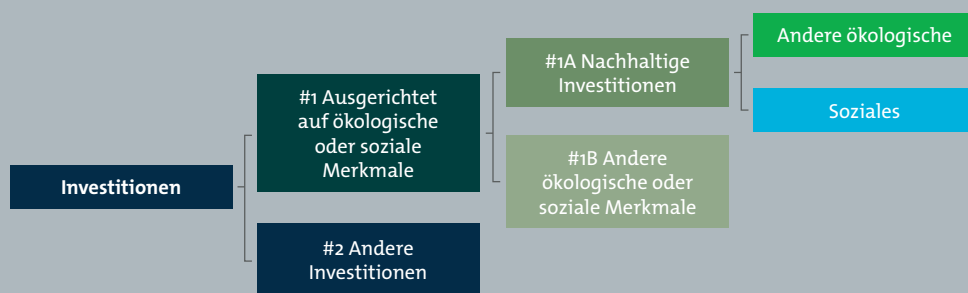 Investitionen
#1 Ausgerichtet
auf ökologische
oder soziale
Merkmale
#2 Andere
Investitionen
#1A Nachhaltige
Investitionen
#1B Andere
ökologische oder
soziale Merkmale
Andere ökologische
Soziales